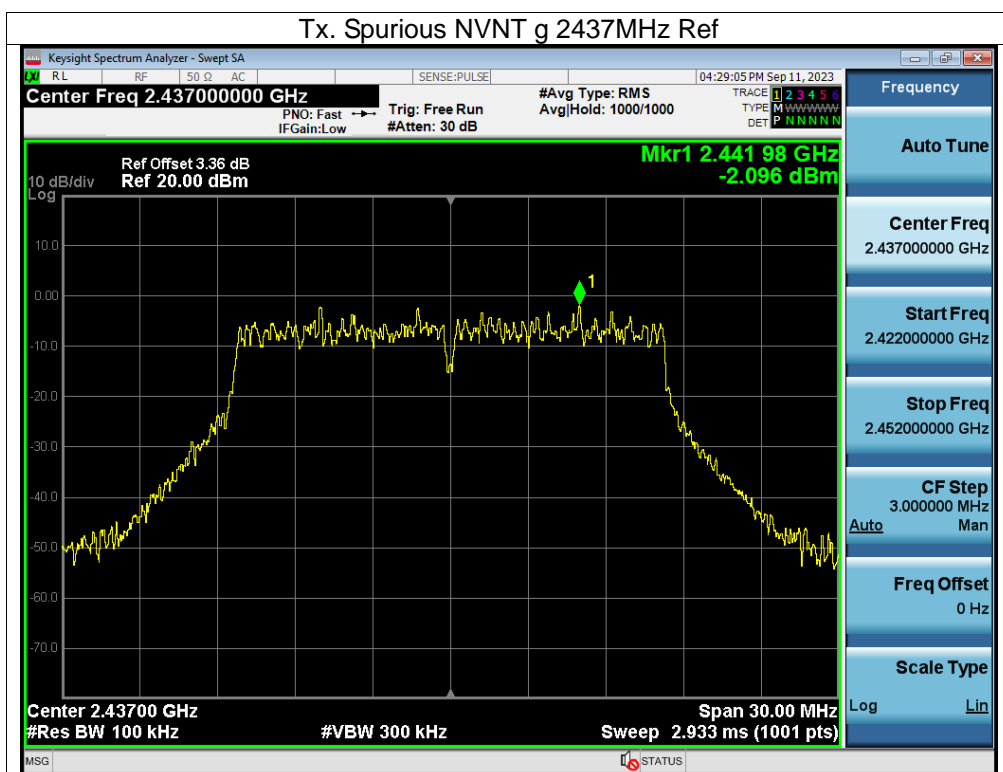 Tx. Spurious NVNT g 2437MHz Ref
Keysight Spectrum Analyzer - Swept SA
LXI RL RF 50 Ω AC SENSE:PULSE 04:29:05 PM Sep 11, 2023
Center Freq 2.437000000 GHz
PNO: Fast
IFGain:Low
Trig: Free Run
#Atten: 30 dB
#Avg Type: RMS
Avg|Hold: 1000/1000
TRACE 1 2 3 4 5 6
TYPE M WWWWW
DET P N N N N N
Frequency
Auto Tune
Center Freq
2.437000000 GHz
Start Freq
2.422000000 GHz
Stop Freq
2.452000000 GHz
CF Step
3.000000 MHz
Auto Man
Freq Offset
0 Hz
Scale Type
Log Lin
Mkr1 2.441 98 GHz
-2.096 dBm
Ref Offset 3.36 dB
10 dB/div Ref 20.00 dBm
Log
10.0
0.00
-10.0
-20.0
-30.0
-40.0
-50.0
-60.0
-70.0
1
Center 2.43700 GHz Span 30.00 MHz
#Res BW 100 kHz #VBW 300 kHz Sweep 2.933 ms (1001 pts)
MSG STATUS